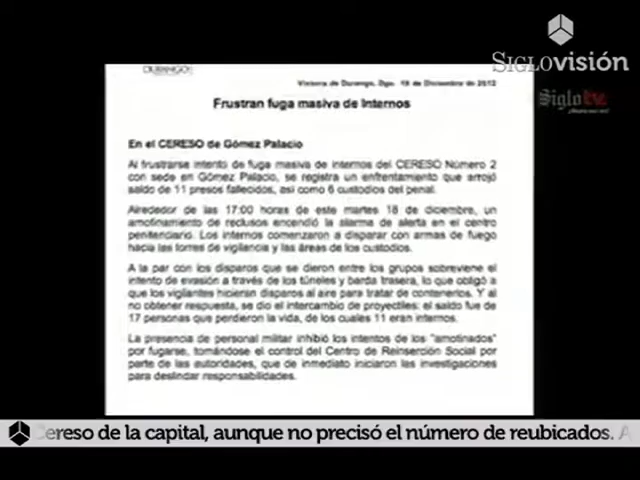 SIGLOvisión
Siglo tv.
DURANGO
Victoria de Durango, Dgo. 18 de Diciembre de 2012
Frustran fuga masiva de Internos
En el CERESO de Gómez Palacio
Al frustrarse intento de fuga masiva de internos del CERESO Número 2
con sede en Gómez Palacio, se registra un enfrentamiento que arrojó
saldo de 11 presos fallecidos, así como 6 custodios del penal.
Alrededor de las 17:00 horas de este martes 18 de diciembre, un
amotinamiento de reclusos encendió la alarma de alerta en el centro
penitenciario. Los internos comenzaron a disparar con armas de fuego
hacia las torres de vigilancia y las áreas de los custodios.
A la par con los disparos que se dieron entre los grupos sobreviene el
intento de evasión a través de los túneles y barda trasera, lo que obligó a
que los vigilantes hicieran disparos al aire para tratar de contenerlos. Y al
no obtener respuesta, se dio el intercambio de proyectiles: el saldo fue de
17 personas que perdieron la vida, de los cuales 11 eran internos.
La presencia de personal militar inhibió los intentos de los "amotinados"
por fugarse, tomándose el control del Centro de Reinserción Social por
parte de las autoridades, que de inmediato iniciaron las investigaciones
para deslindar responsabilidades.
Cereso de la capital, aunque no precisó el número de reubicados. A